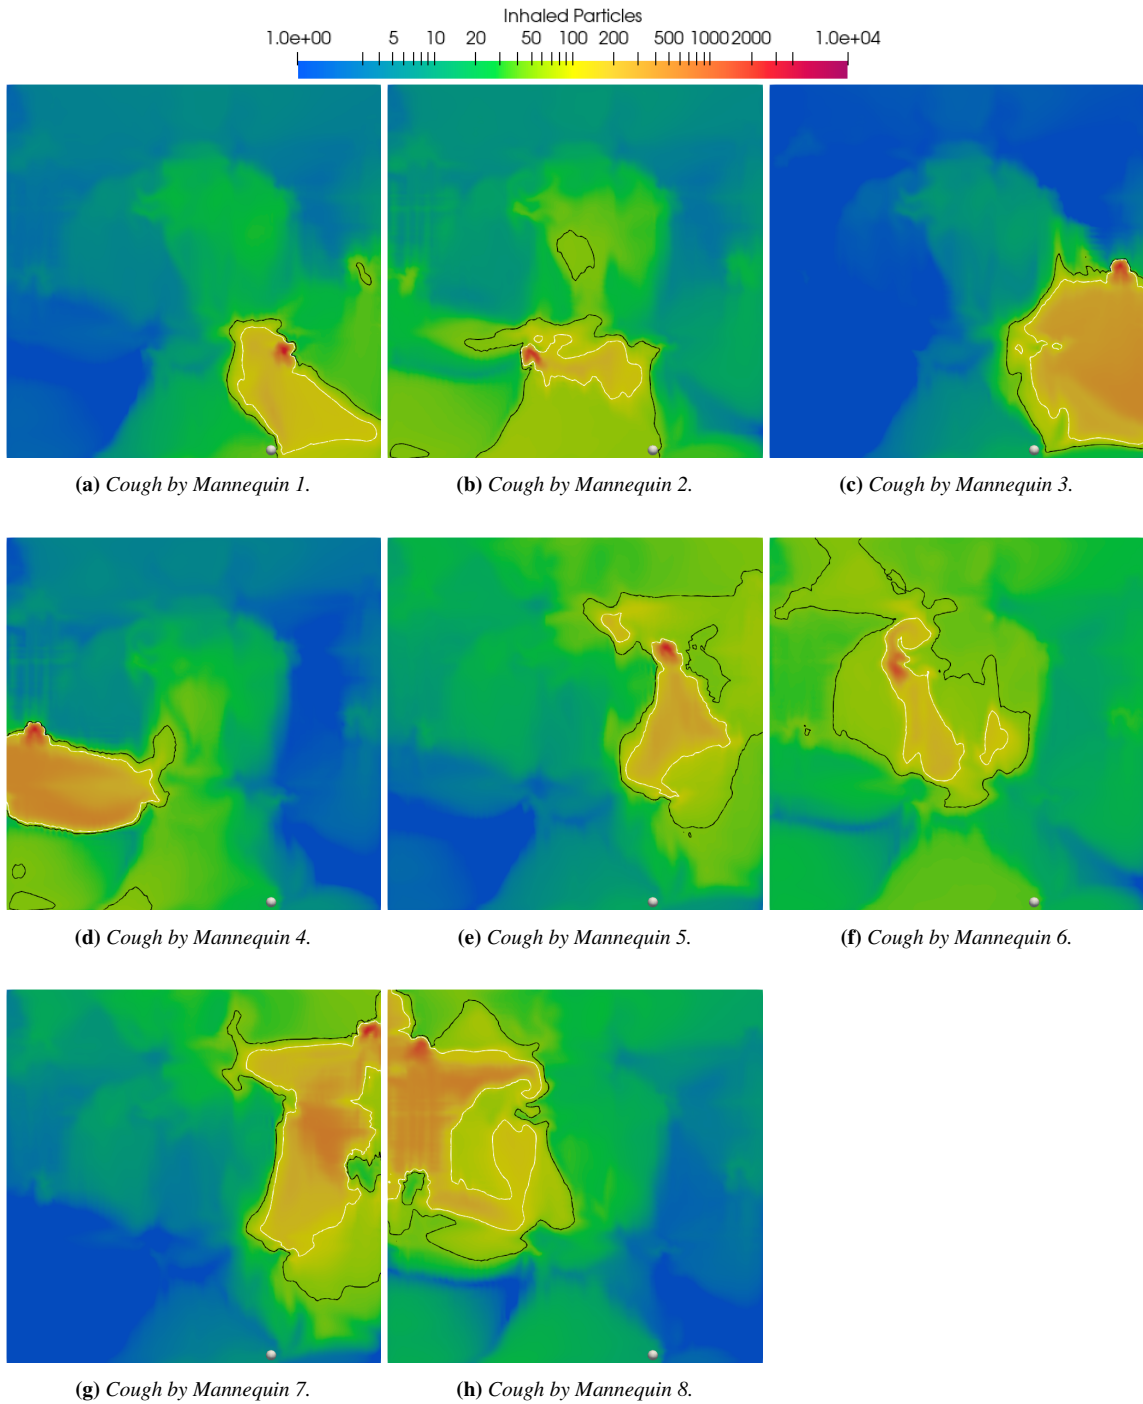 Inhaled Particles
1.0e+00 5 10 20 50 100 200 500 1000 2000 1.0e+04
(a) Cough by Mannequin 1. (b) Cough by Mannequin 2. (c) Cough by Mannequin 3.
(d) Cough by Mannequin 4. (e) Cough by Mannequin 5. (f) Cough by Mannequin 6.
(g) Cough by Mannequin 7. (h) Cough by Mannequin 8.